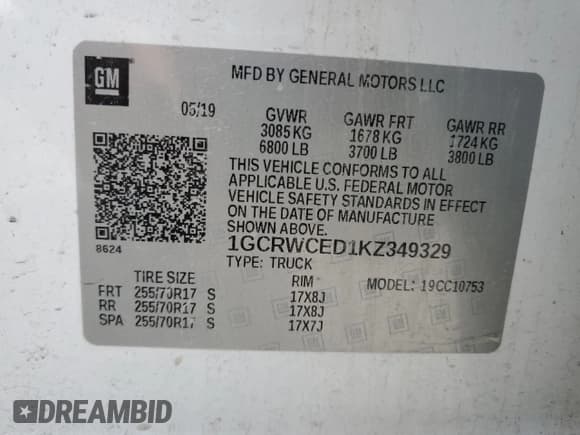 GM
MFD BY GENERAL MOTORS LLC
05/19
GVWR GAWR FRT GAWR RR
3085 KG 1678 KG 1724 KG
6800 LB 3700 LB 3800 LB
THIS VEHICLE CONFORMS TO ALL
APPLICABLE U.S. FEDERAL MOTOR
VEHICLE SAFETY STANDARDS IN EFFECT
ON THE DATE OF MANUFACTURE
SHOWN ABOVE.
8624
1GCRWCED1KZ349329
TYPE: TRUCK
TIRE SIZE RIM MODEL: 19CC10753
FRT 255/70R17 S 17X8J
RR 255/70R17 S 17X8J
SPA 255/70R17 S 17X7J
DREAMBID